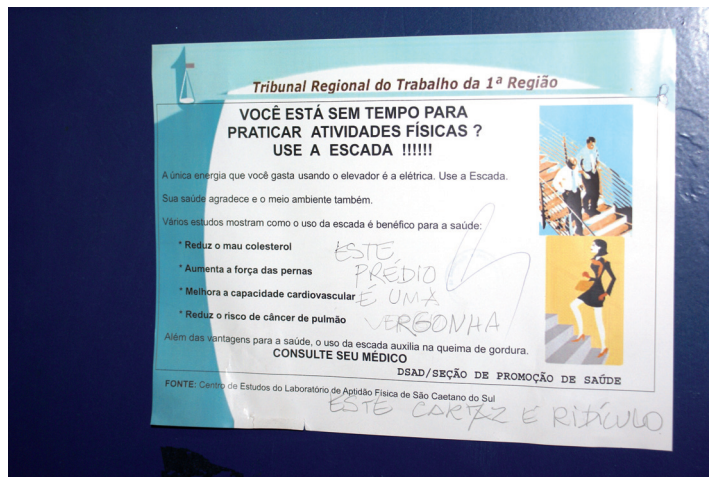 Tribunal Regional do Trabalho da 1ª Região
VOCÊ ESTÁ SEM TEMPO PARA
PRATICAR ATIVIDADES FÍSICAS ?
USE A ESCADA !!!!!!
A única energia que você gasta usando o elevador é a elétrica. Use a Escada.
Sua saúde agradece e o meio ambiente também.
Vários estudos mostram como o uso da escada é benéfico para a saúde:
* Reduz o mau colesterol
* Aumenta a força das pernas
* Melhora a capacidade cardiovascular
* Reduz o risco de câncer de pulmão
ESTE
PRÉDIO
É UMA
VERGONHA
Além das vantagens para a saúde, o uso da escada auxilia na queima de gordura.
CONSULTE SEU MÉDICO
DSAD/SEÇÃO DE PROMOÇÃO DE SAÚDE
FONTE: Centro de Estudos do Laboratório de Aptidão Física de São Caetano do Sul
ESTE CARTAZ É RIDÍCULO